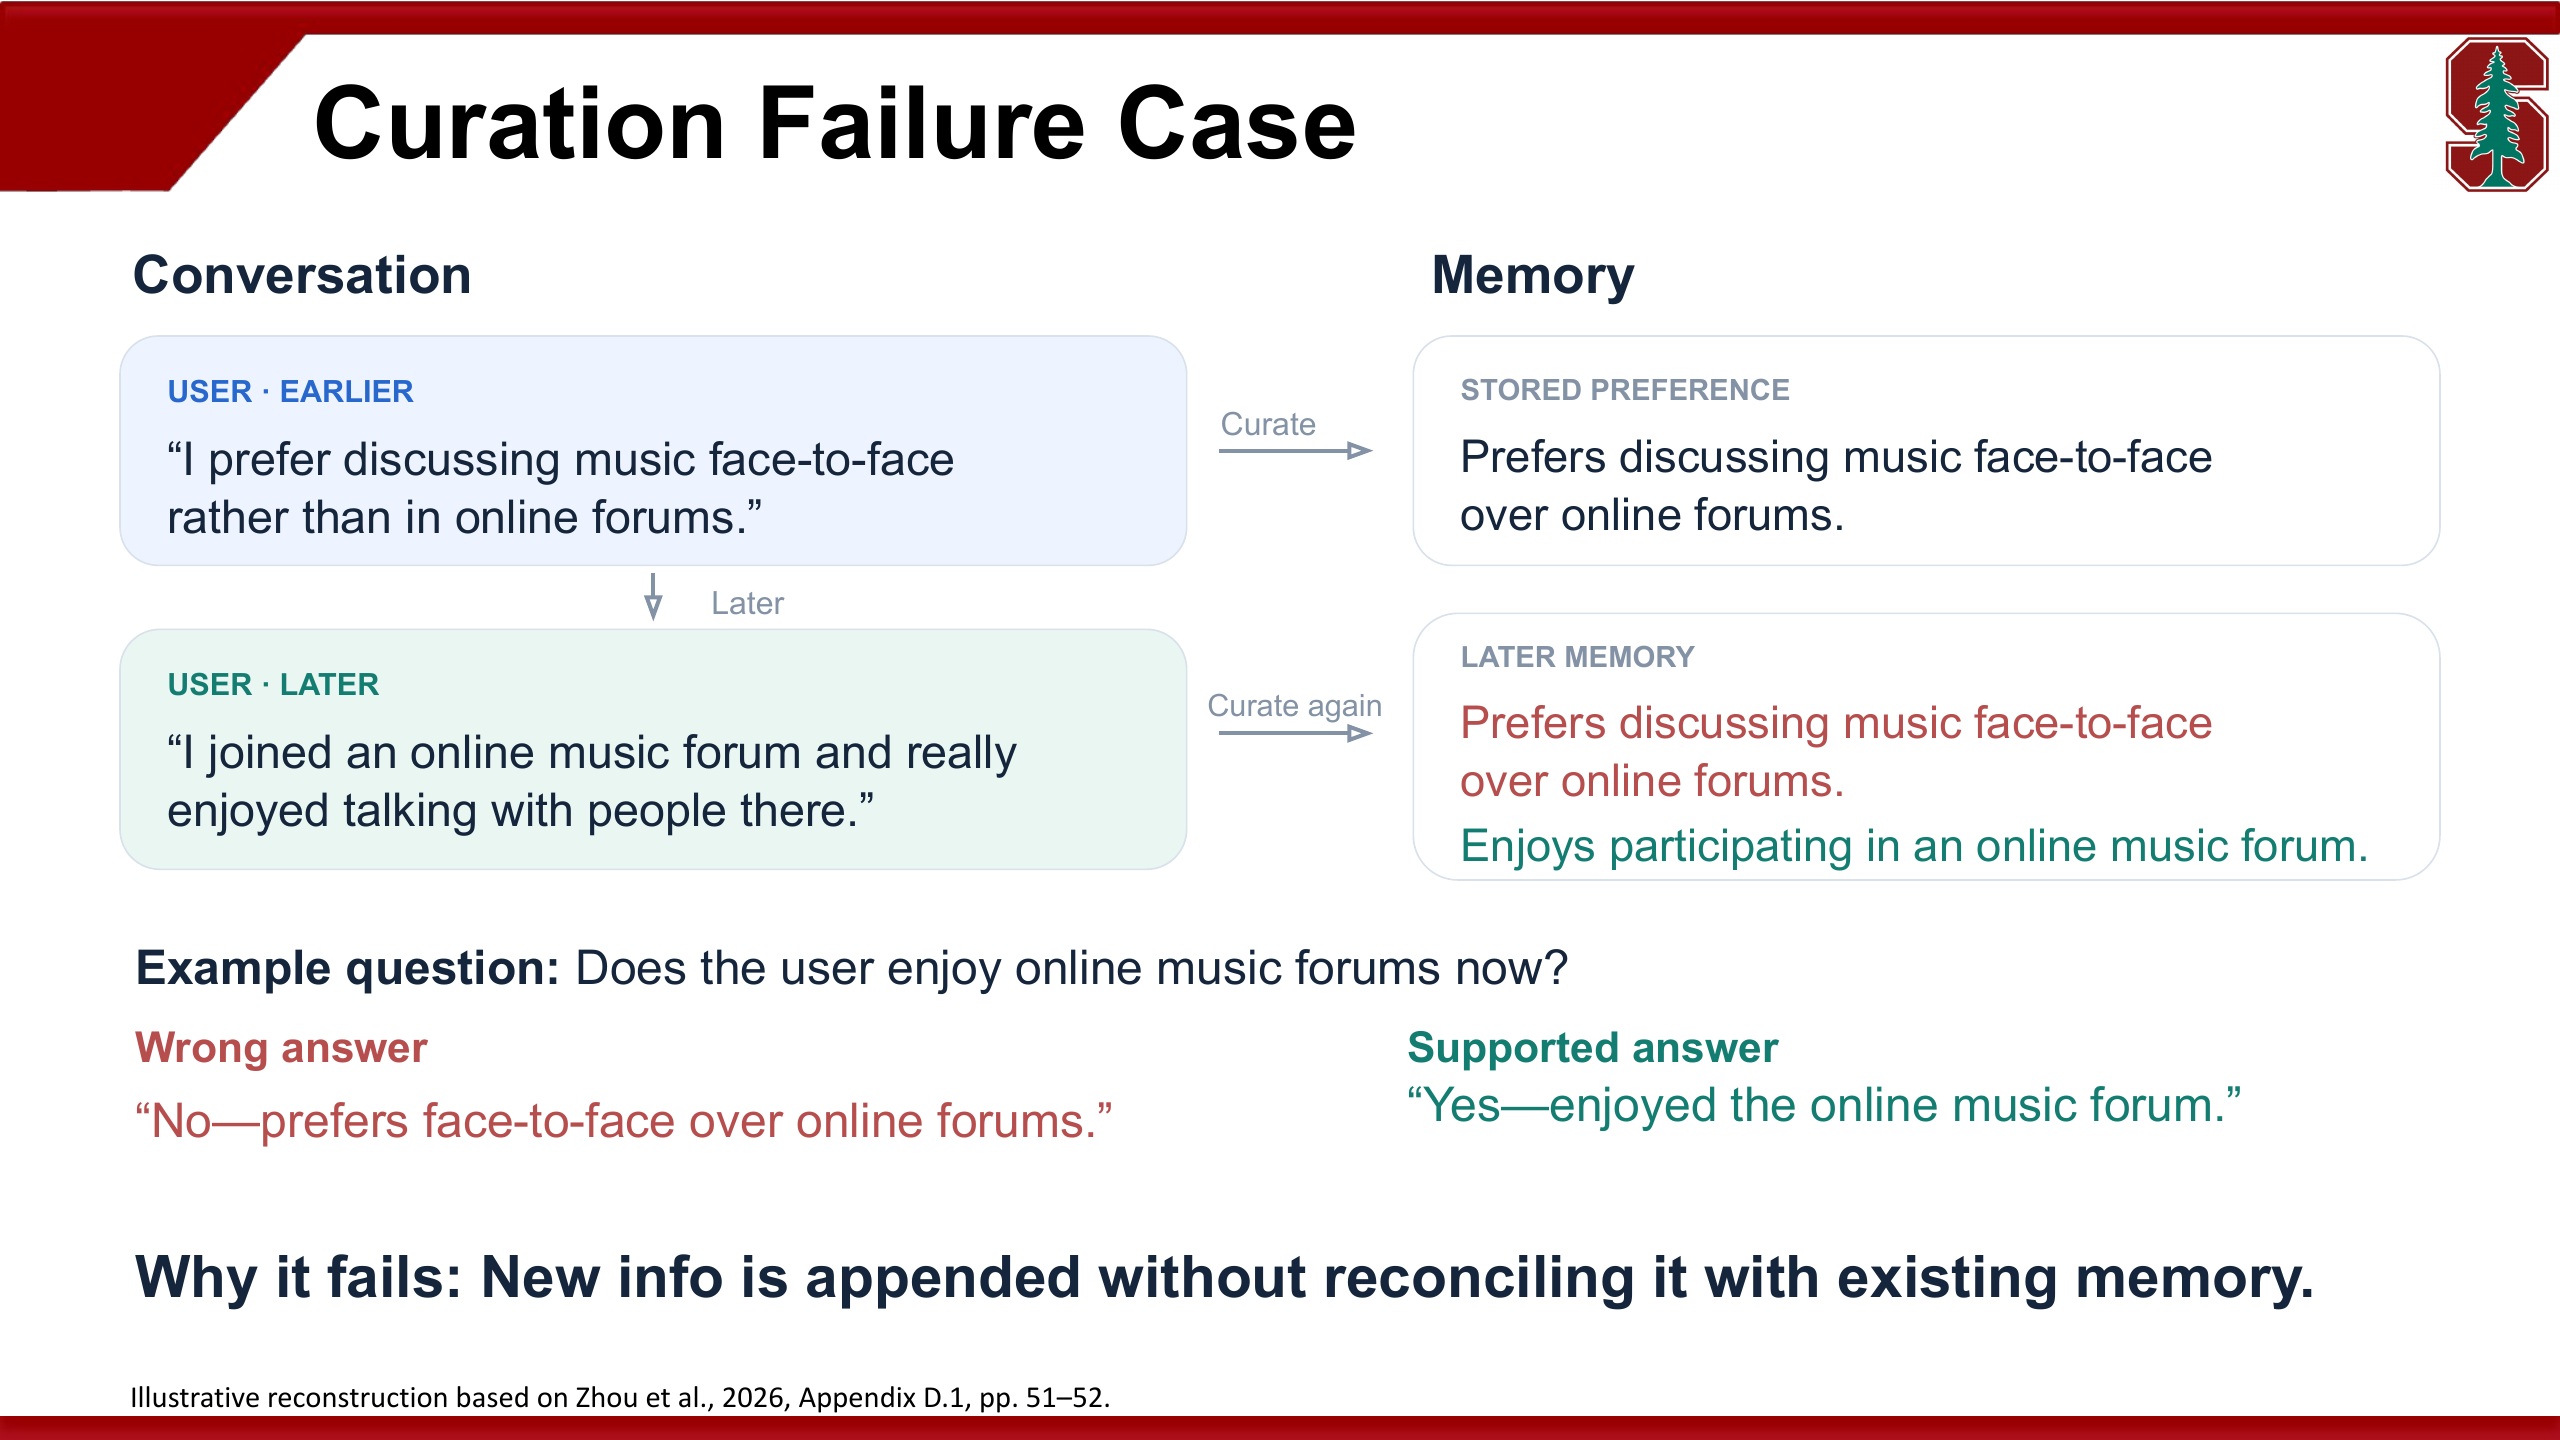 Curation Failure Case
Conversation
Memory
USER · EARLIER
“I prefer discussing music face-to-face
rather than in online forums.”
Curate
STORED PREFERENCE
Prefers discussing music face-to-face
over online forums.
Later
USER · LATER
“I joined an online music forum and really
enjoyed talking with people there.”
Curate again
LATER MEMORY
Prefers discussing music face-to-face
over online forums.
Enjoys participating in an online music forum.
Example question: Does the user enjoy online music forums now?
Wrong answer
“No—prefers face-to-face over online forums.”
Supported answer
“Yes—enjoyed the online music forum.”
Why it fails: New info is appended without reconciling it with existing memory.
Illustrative reconstruction based on Zhou et al., 2026, Appendix D.1, pp. 51–52.